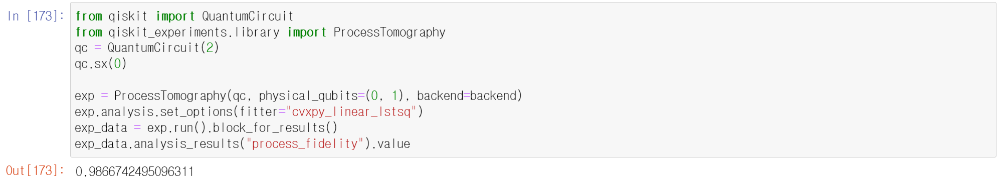 In [173]:
from qiskit import QuantumCircuit
from qiskit_experiments.library import ProcessTomography
qc = QuantumCircuit(2)
qc.sx(0)
exp = ProcessTomography(qc, physical_qubits=(0, 1), backend=backend)
exp.analysis.set_options(fitter="cvxpy_linear_lstsq")
exp_data = exp.run().block_for_results()
exp_data.analysis_results("process_fidelity").value
Out[173]: 0.9866742495096311